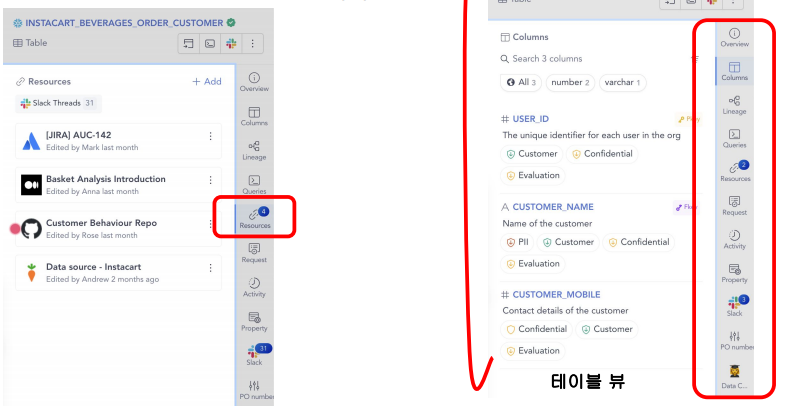 INSTACART_BEVERAGES_ORDER_CUSTOMER
Table
Resources
+ Add
Slack Threads 31
[JIRA] AUC-142
Edited by Mark last month
Basket Analysis Introduction
Edited by Anna last month
Customer Behaviour Repo
Edited by Rose last month
Data source - Instacart
Edited by Andrew 2 months ago
Overview
Columns
Lineage
Queries
4
Resources
Request
Activity
Property
31
Slack
PO number
Columns
Search 3 columns
All 3
number 2
varchar 1
# USER_ID
The unique identifier for each user in the org
Customer
Confidential
Evaluation
A CUSTOMER_NAME
Name of the customer
PII
Customer
Confidential
Evaluation
# CUSTOMER_MOBILE
Contact details of the customer
Confidential
Customer
Evaluation
테이블 뷰
Overview
Columns
Lineage
Queries
2
Resources
Request
Activity
Property
3
Slack
PO number
Data C...